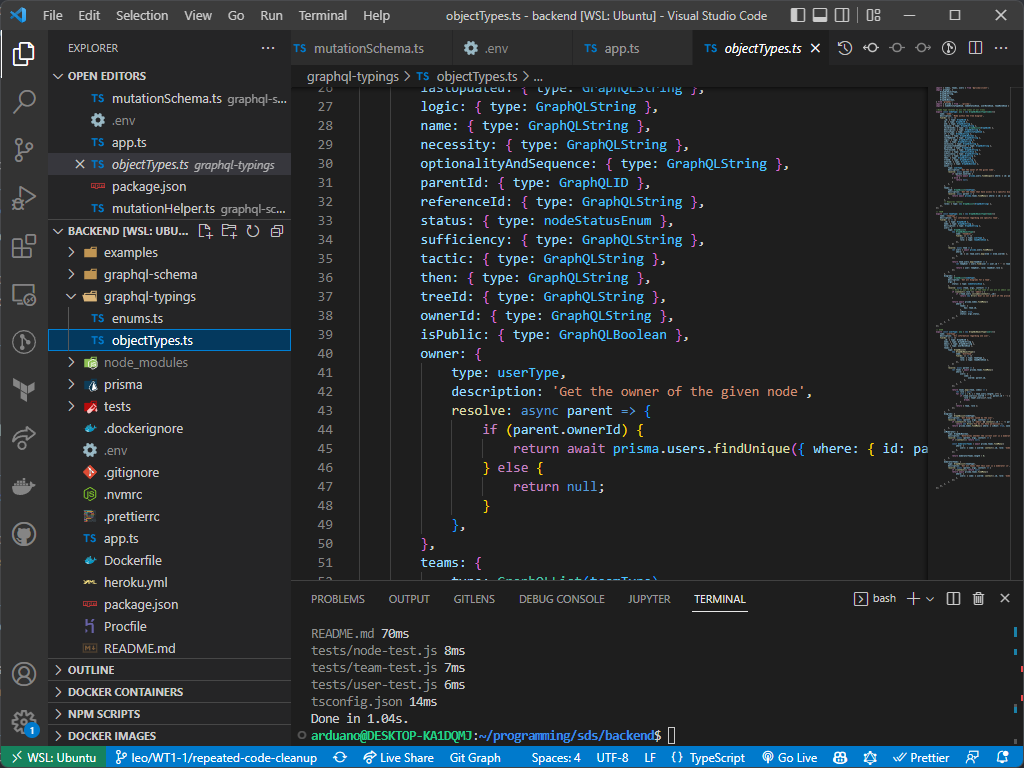 File Edit Selection View Go Run Terminal Help objectTypes.ts - backend [WSL: Ubuntu] - Visual Studio Code
EXPLORER
OPEN EDITORS
TS mutationSchema.ts graphql-s...
.env
TS app.ts
TS objectTypes.ts graphql-typings
package.json
TS mutationHelper.ts graphql-sc...
BACKEND [WSL: UBU...
examples
graphql-schema
graphql-typings
TS enums.ts
TS objectTypes.ts
node_modules
prisma
tests
.dockerignore
.env
.gitignore
.nvmrc
.prettierrc
TS app.ts
Dockerfile
heroku.yml
package.json
Procfile
README.md
OUTLINE
DOCKER CONTAINERS
NPM SCRIPTS
DOCKER IMAGES
1
TS mutationSchema.ts .env TS app.ts TS objectTypes.ts
graphql-typings > TS objectTypes.ts > ...
26 lastUpdated: { type: GraphQLString },
27 logic: { type: GraphQLString },
28 name: { type: GraphQLString },
29 necessity: { type: GraphQLString },
30 optionalityAndSequence: { type: GraphQLString },
31 parentId: { type: GraphQLID },
32 referenceId: { type: GraphQLString },
33 status: { type: nodeStatusEnum },
34 sufficiency: { type: GraphQLString },
35 tactic: { type: GraphQLString },
36 then: { type: GraphQLString },
37 treeId: { type: GraphQLString },
38 ownerId: { type: GraphQLString },
39 isPublic: { type: GraphQLBoolean },
40 owner: {
41 type: userType,
42 description: 'Get the owner of the given node',
43 resolve: async parent => {
44 if (parent.ownerId) {
45 return await prisma.users.findUnique({ where: { id: pa
46 } else {
47 return null;
48 }
49 },
50 },
51 teams: {
52 type: GraphQLList(teamType),
PROBLEMS OUTPUT GITLENS DEBUG CONSOLE JUPYTER TERMINAL bash
README.md 70ms
tests/node-test.js 8ms
tests/team-test.js 7ms
tests/user-test.js 6ms
tsconfig.json 14ms
Done in 1.04s.
arduano@DESKTOP-KA1DQMJ:~/programming/sds/backend$
WSL: Ubuntu leo/WT1-1/repeated-code-cleanup Live Share Git Graph Spaces: 4 UTF-8 LF {} TypeScript Go Live Prettier